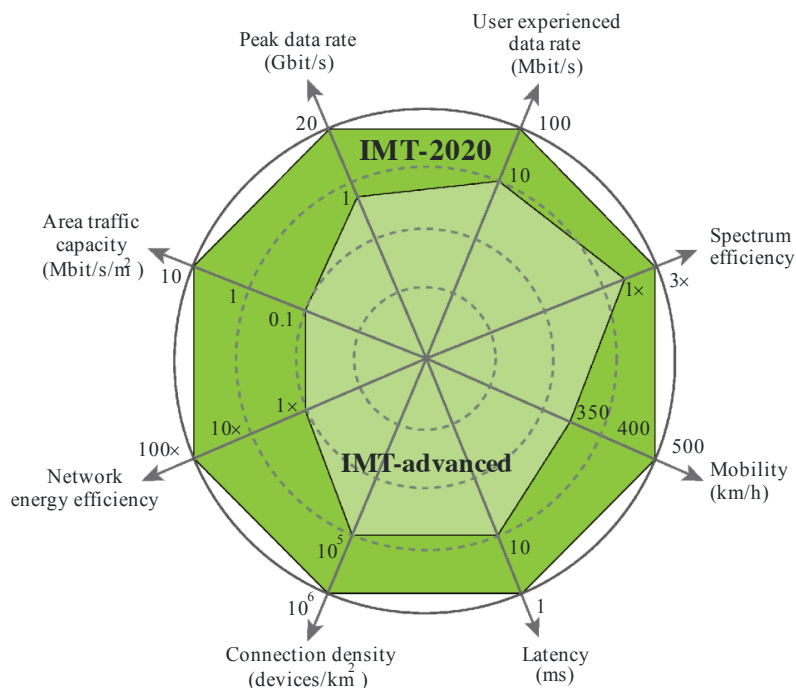 Peak data rate
(Gbit/s)
User experienced
data rate
(Mbit/s)
20
100
IMT-2020
1
10
Area traffic
capacity
(Mbit/s/m²)
Spectrum
efficiency
10
1
0.1
1×
3×
1×
10×
100×
350
400
500
Network
energy efficiency
IMT-advanced
Mobility
(km/h)
10⁵
10
10⁶
1
Connection density
(devices/km²)
Latency
(ms)